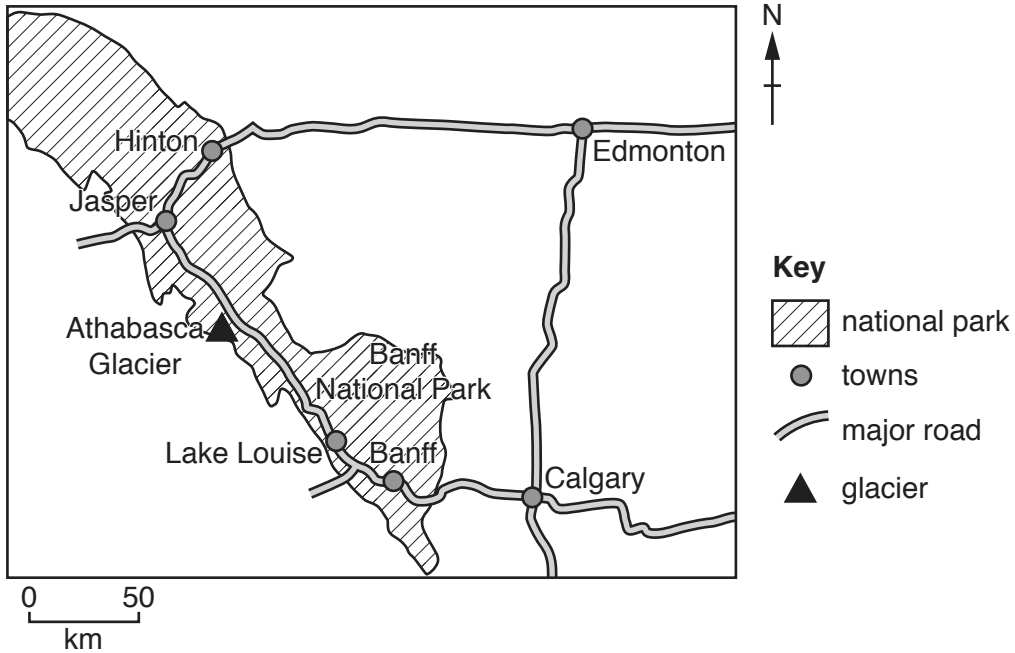 N
Hinton
Edmonton
Jasper
Athabasca
Glacier
Banff
National Park
Lake Louise
Banff
Calgary
Key
national park
towns
major road
glacier
0 50
km